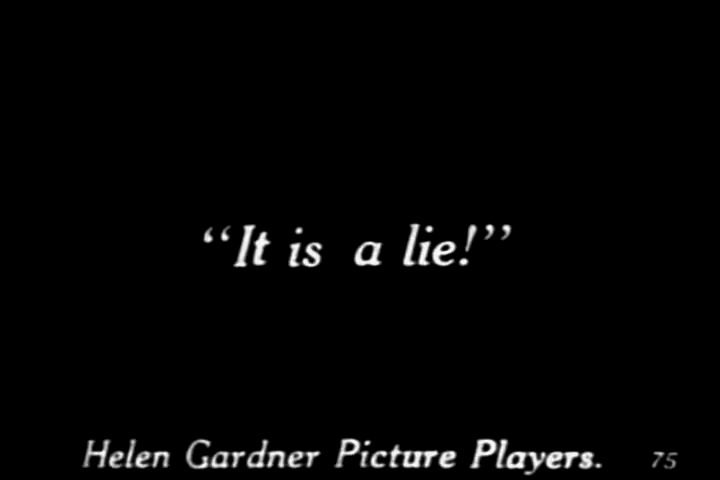 “It is a lie!”
Helen Gardner Picture Players. 75